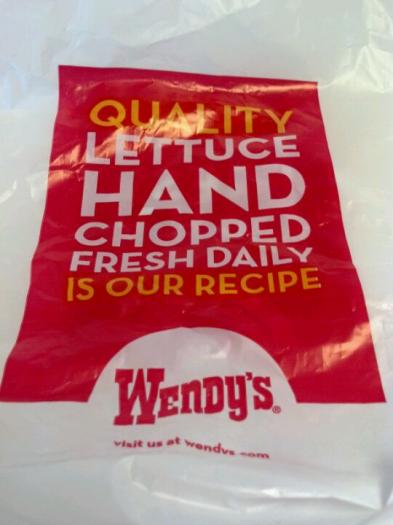 QUALITY
LETTUCE
HAND
CHOPPED
FRESH DAILY
IS OUR RECIPE
WENDY'S®
visit us at wendys.com